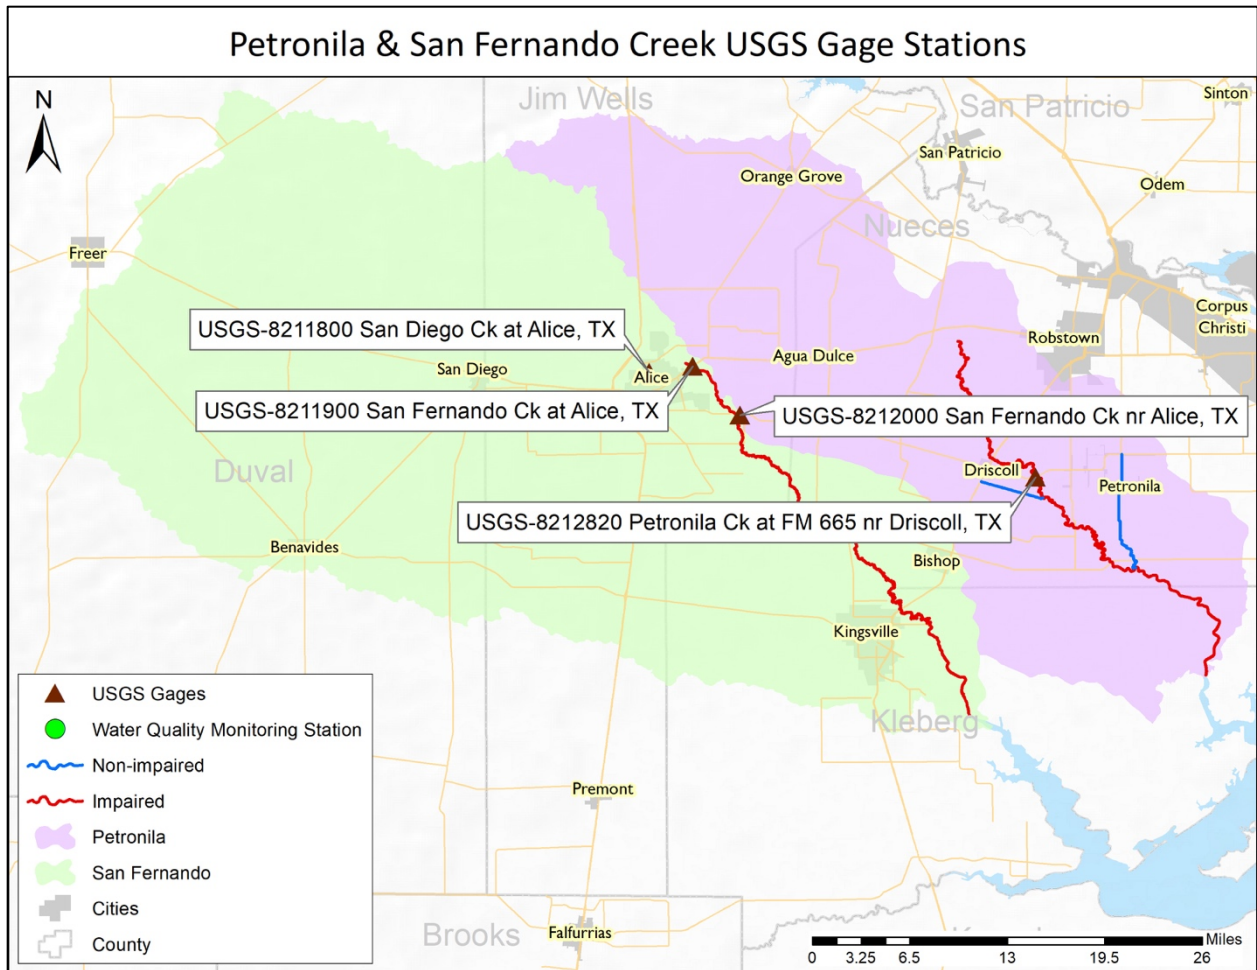 Petronila & San Fernando Creek USGS Gage Stations
N
Jim Wells
San Patricio
Sinton
San Patricio
Orange Grove
Odem
Nueces
Freer
Corpus
Christi
USGS-8211800 San Diego Ck at Alice, TX
Robstown
Agua Dulce
San Diego
Alice
USGS-8211900 San Fernando Ck at Alice, TX
USGS-8212000 San Fernando Ck nr Alice, TX
Duval
Driscoll
Petronila
USGS-8212820 Petronila Ck at FM 665 nr Driscoll, TX
Benavides
Bishop
Kingsville
Kleberg
Premont
Brooks
Falfurrias
USGS Gages
Water Quality Monitoring Station
Non-impaired
Impaired
Petronila
San Fernando
Cities
County
Miles
0 3.25 6.5 13 19.5 26